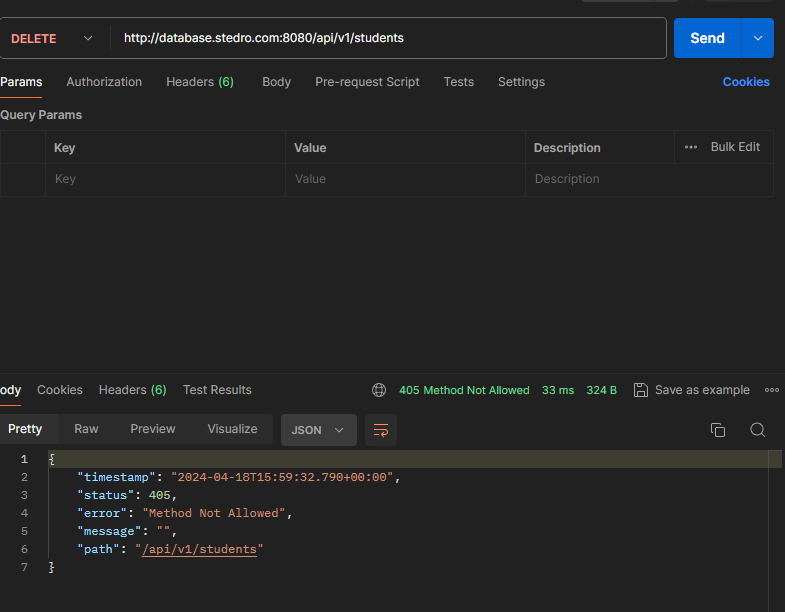 DELETE http://database.stedro.com:8080/api/v1/students Send
Params Authorization Headers (6) Body Pre-request Script Tests Settings Cookies
Query Params
Key Value Description Bulk Edit
Key Value Description
ody Cookies Headers (6) Test Results 405 Method Not Allowed 33 ms 324 B Save as example
Pretty Raw Preview Visualize JSON
1 {
2 "timestamp": "2024-04-18T15:59:32.790+00:00",
3 "status": 405,
4 "error": "Method Not Allowed",
5 "message": "",
6 "path": "/api/v1/students"
7 }